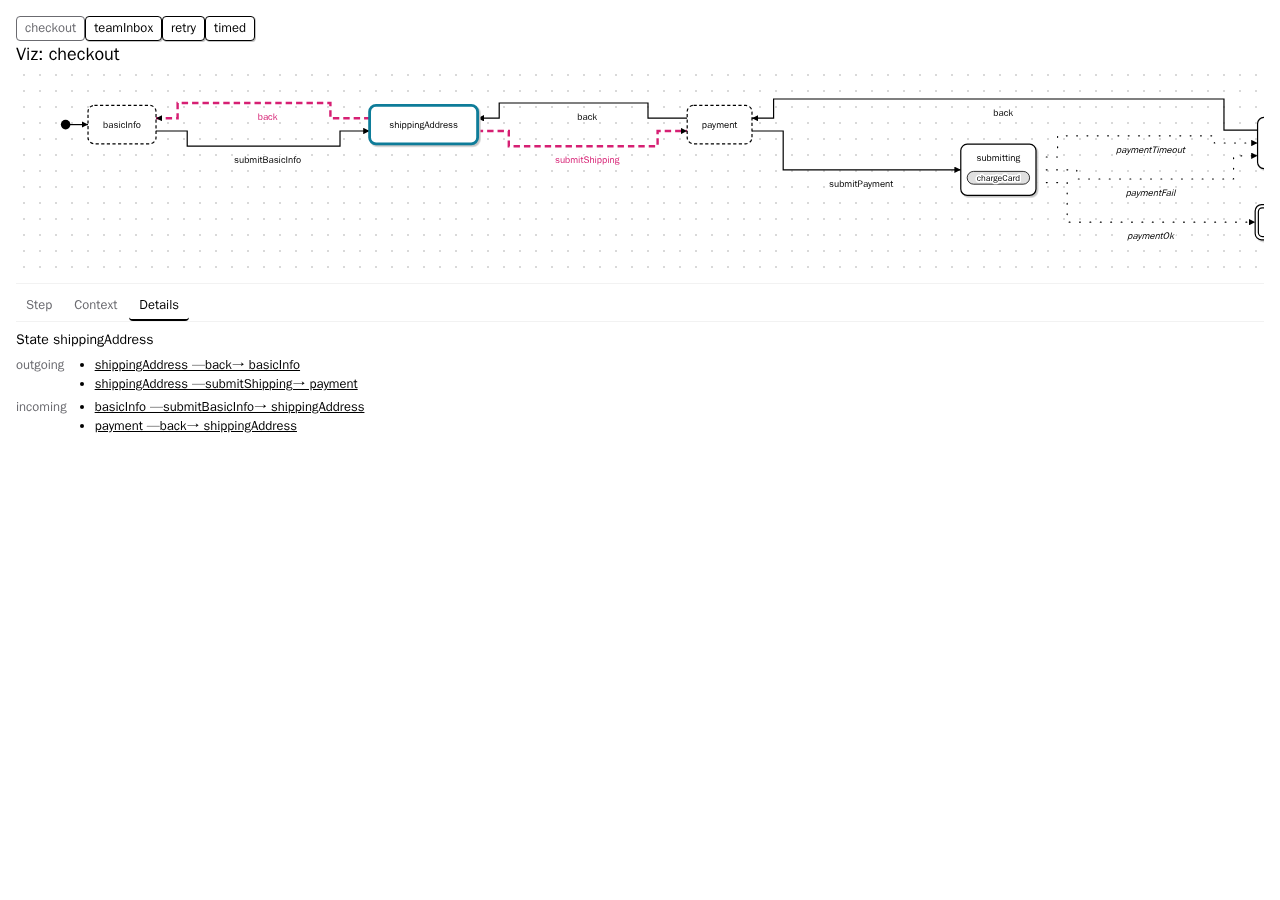 checkout teamInbox retry timed
Viz: checkout
back
back
back
basicInfo
shippingAddress
payment
submitBasicInfo
submitShipping
submitPayment
submitting
chargeCard
paymentTimeout
paymentFail
paymentOk
Step Context Details
State shippingAddress
outgoing • shippingAddress —back→ basicInfo
• shippingAddress —submitShipping→ payment
incoming • basicInfo —submitBasicInfo→ shippingAddress
• payment —back→ shippingAddress